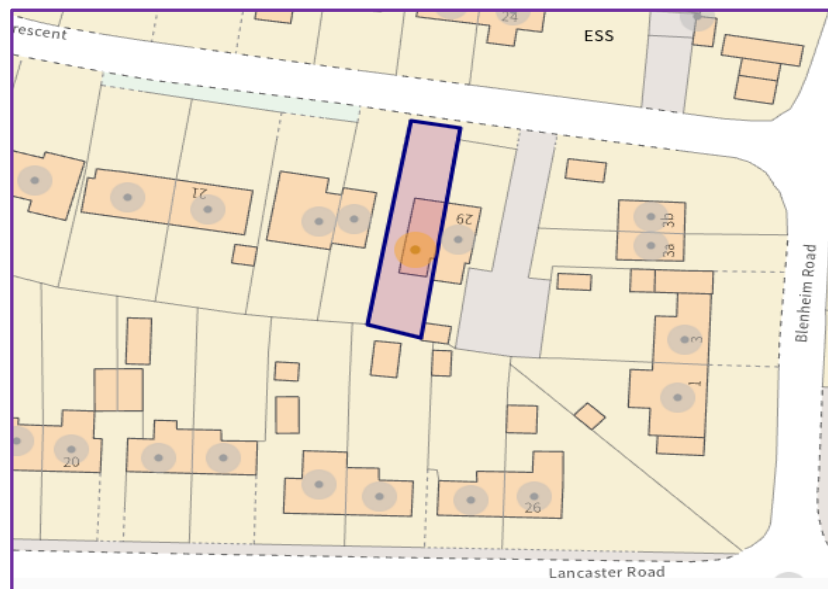 rescent
24
ESS
21
29
3b
3a
Blenheim Road
3
1
20
26
Lancaster Road